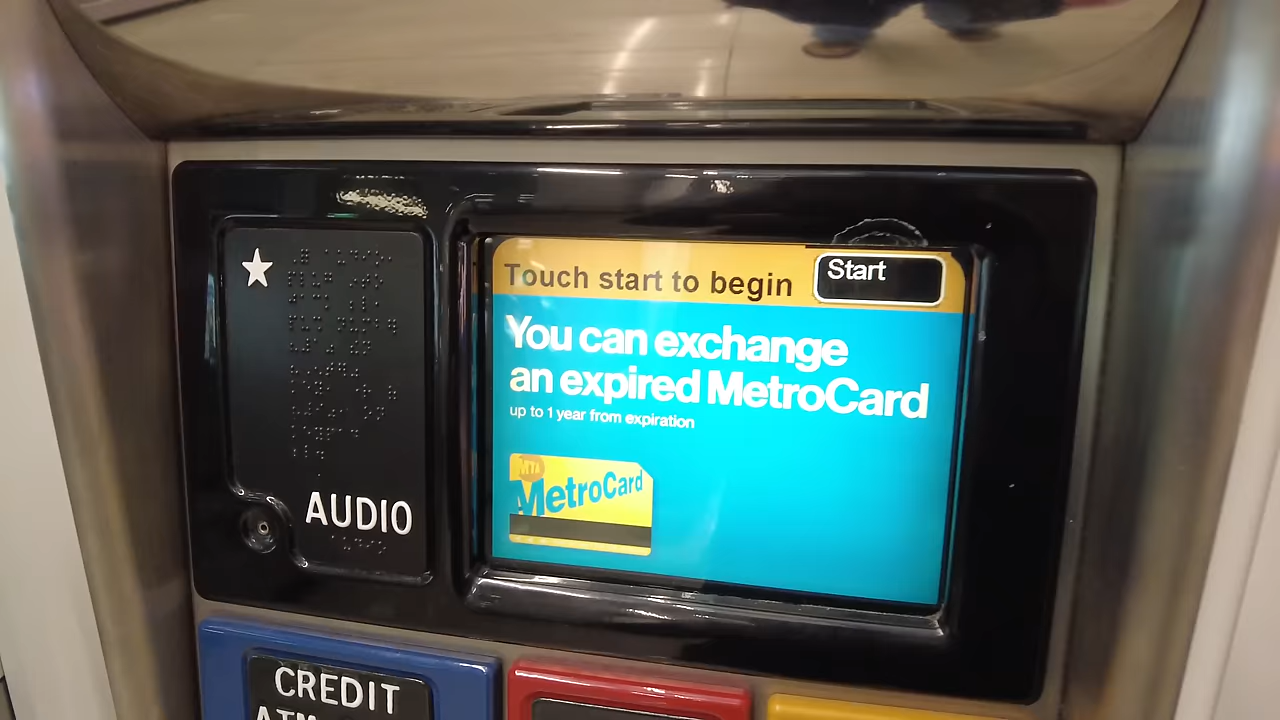 Touch start to begin
Start
You can exchange
an expired MetroCard
up to 1 year from expiration
MTA
MetroCard
AUDIO
CREDIT
ATM